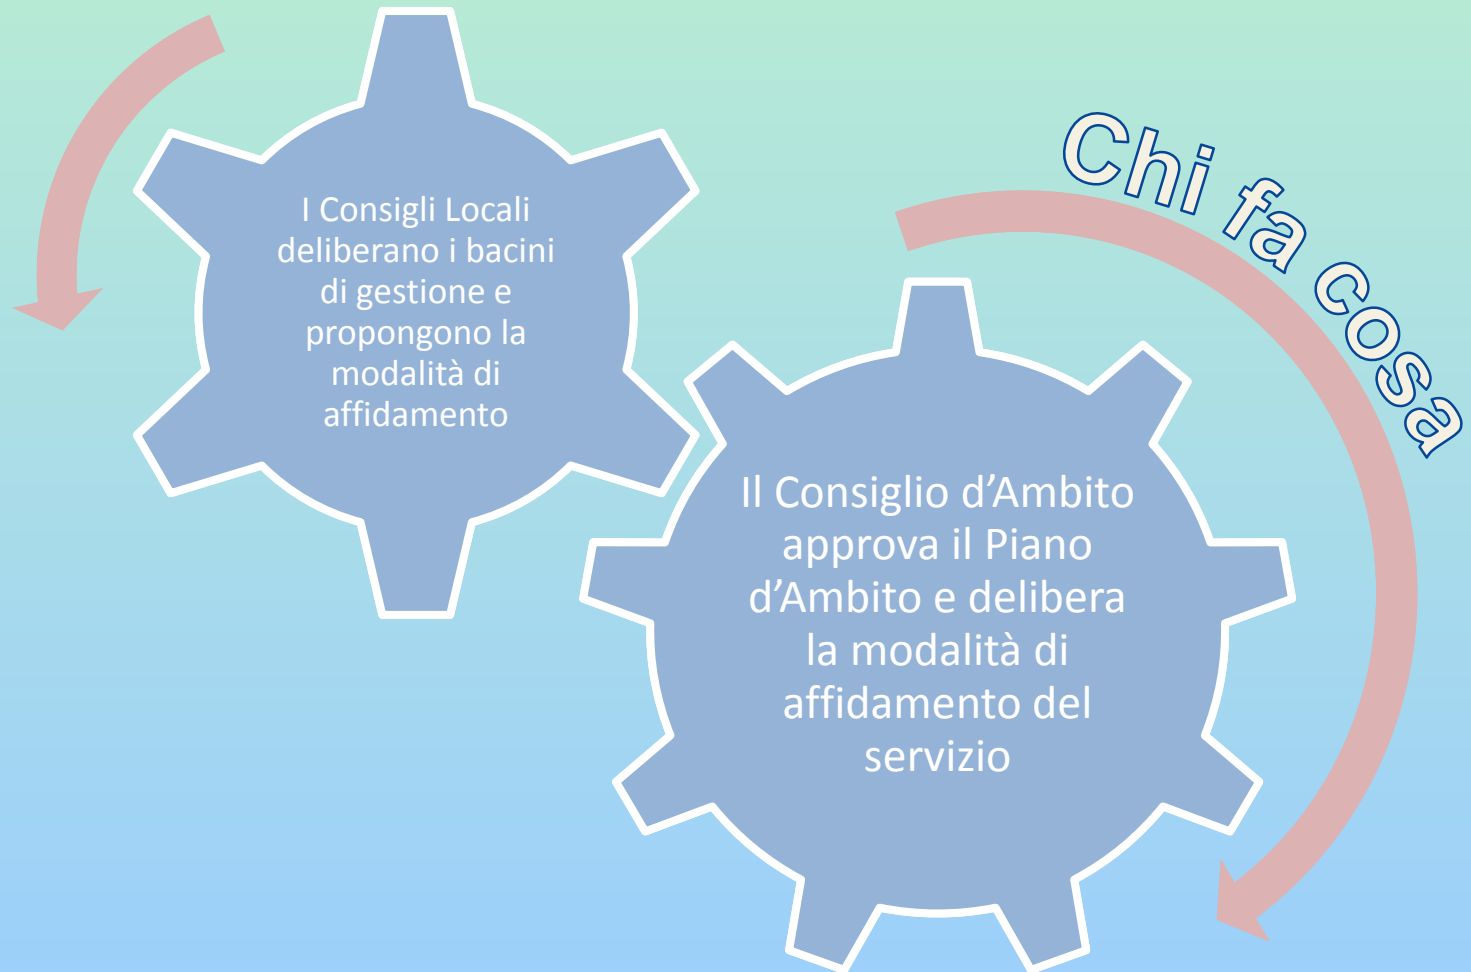 Chi fa cosa
I Consigli Locali
deliberano i bacini
di gestione e
propongono la
modalità di
affidamento
Il Consiglio d’Ambito
approva il Piano
d’Ambito e delibera
la modalità di
affidamento del
servizio